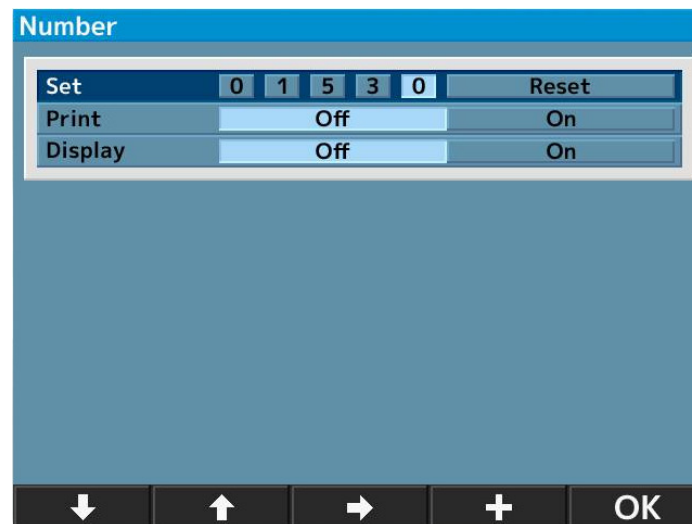 Number
Set 0 1 5 3 0 Reset
Print Off On
Display Off On
+ OK